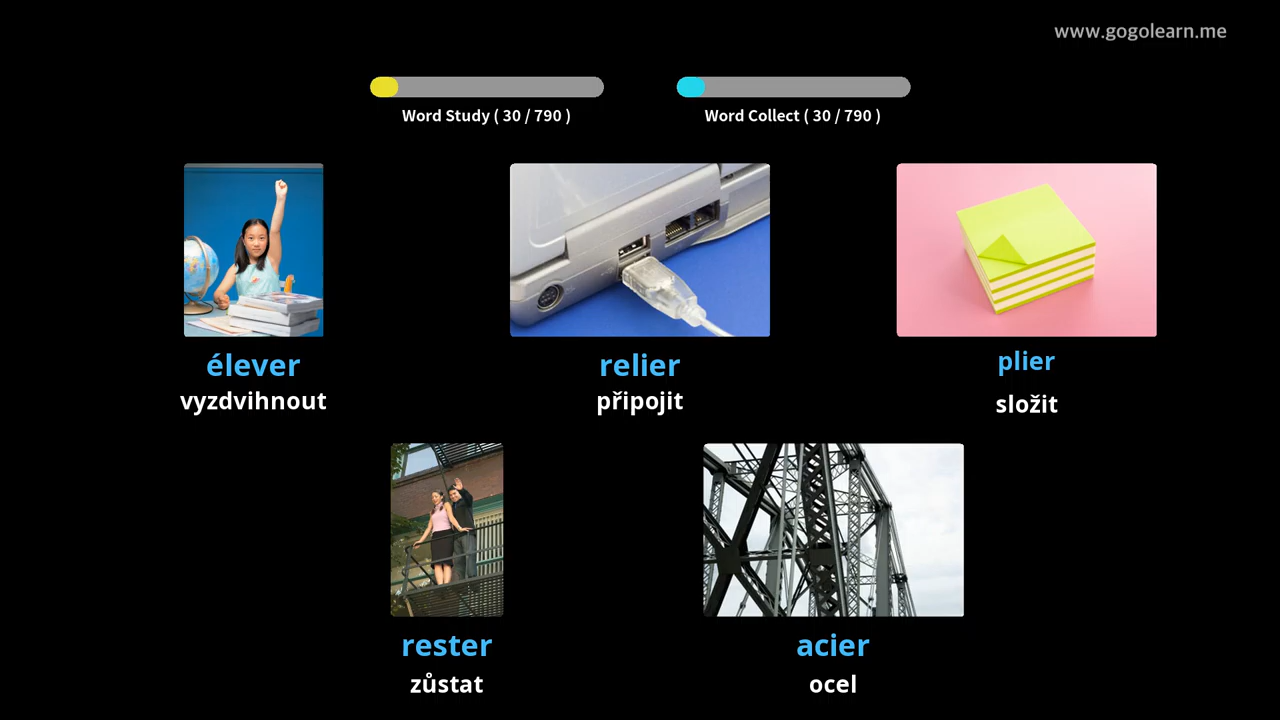 www.gogolearn.me
Word Study ( 30 / 790 )
Word Collect ( 30 / 790 )
élever
vyzdvihnout
relier
připojit
plier
složit
rester
zůstat
acier
ocel